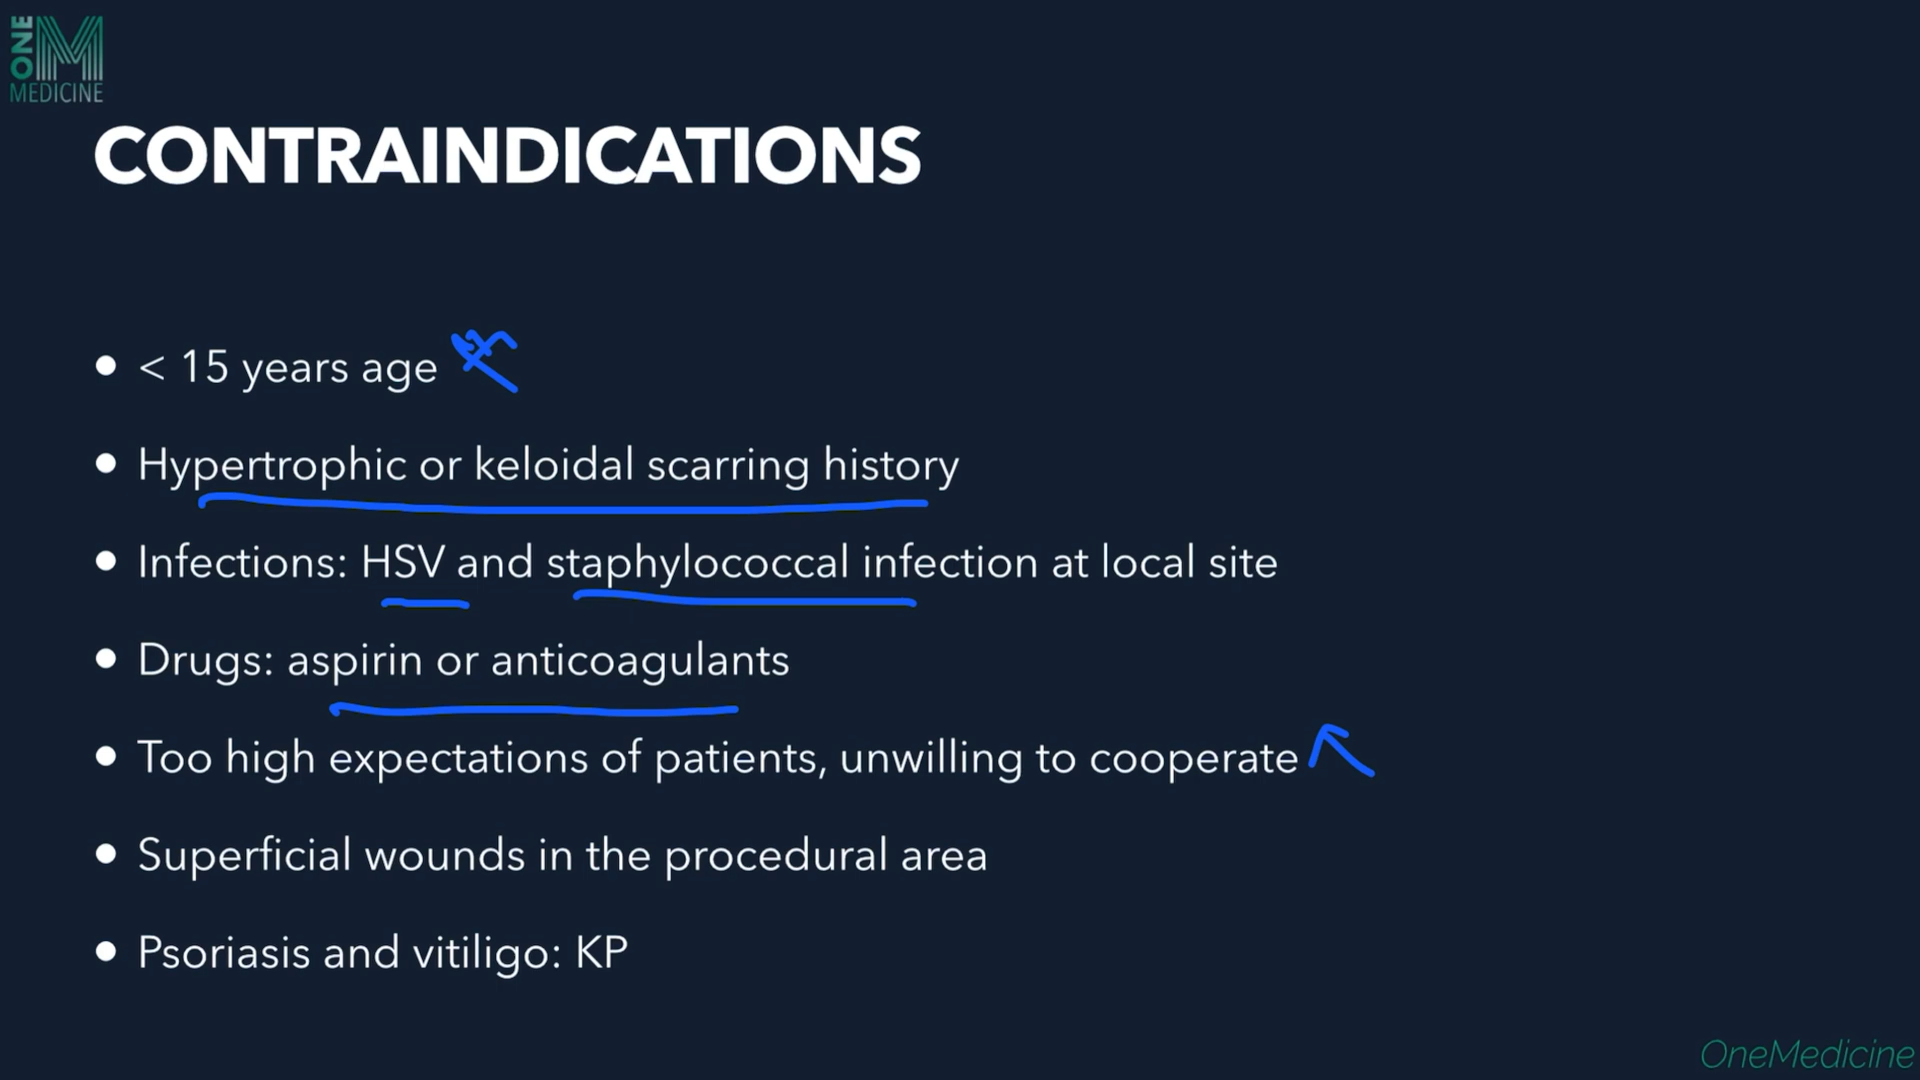 ONE
M
MEDICINE
CONTRAINDICATIONS
• < 15 years age
• Hypertrophic or keloidal scarring history
• Infections: HSV and staphylococcal infection at local site
• Drugs: aspirin or anticoagulants
• Too high expectations of patients, unwilling to cooperate
• Superficial wounds in the procedural area
• Psoriasis and vitiligo: KP
OneMedicine